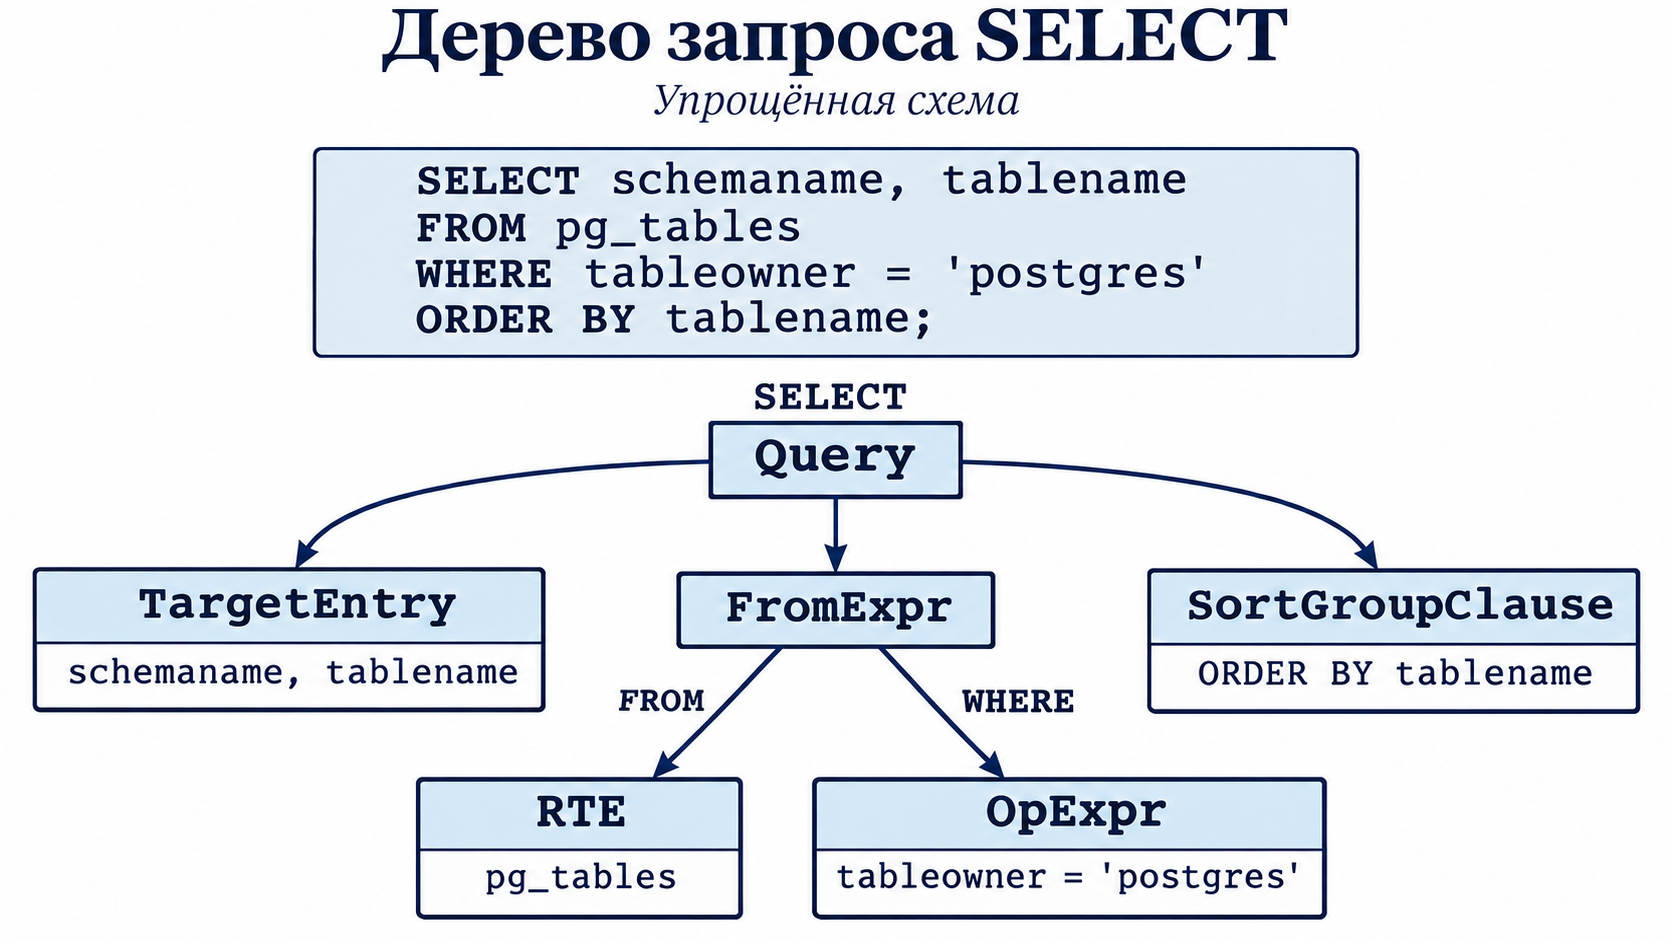 Дерево запроса SELECT
Упрощённая схема
SELECT schemaname, tablename
FROM pg_tables
WHERE tableowner = 'postgres'
ORDER BY tablename;
SELECT
Query
TargetEntry
schemaname, tablename
FromExpr
SortGroupClause
ORDER BY tablename
FROM
WHERE
RTE
pg_tables
OpExpr
tableowner = 'postgres'